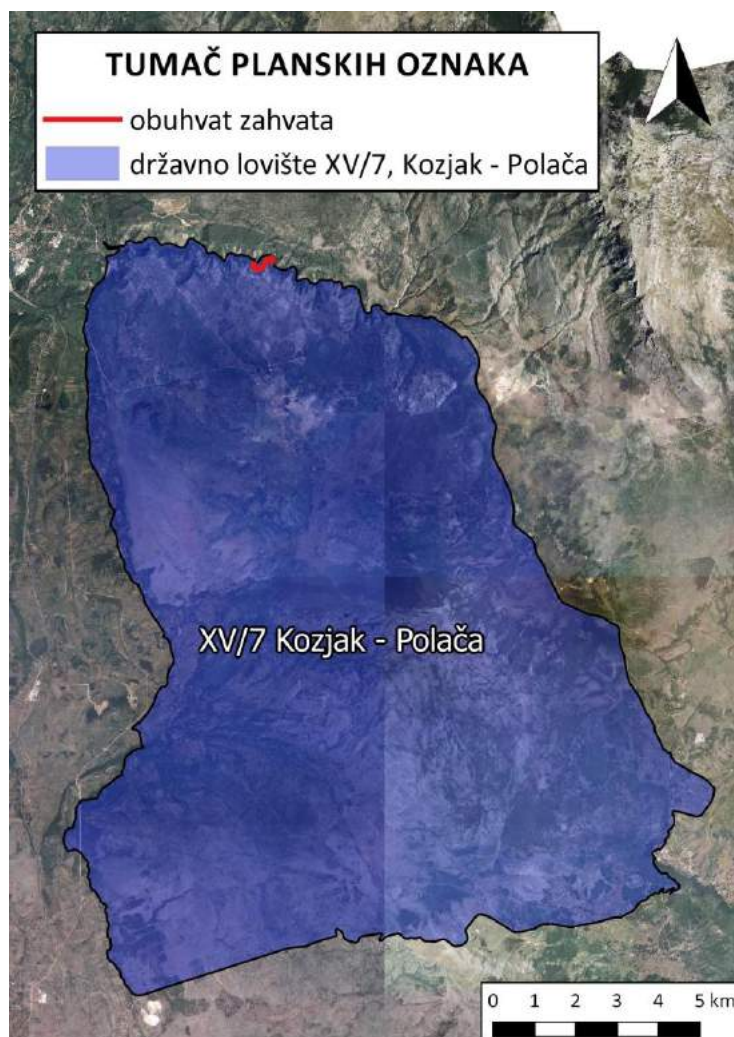 TUMAČ PLANSKIH OZNAKA
obuhvat zahvata
državno lovište XV/7, Kozjak - Polača
XV/7 Kozjak - Polača
0 1 2 3 4 5 km